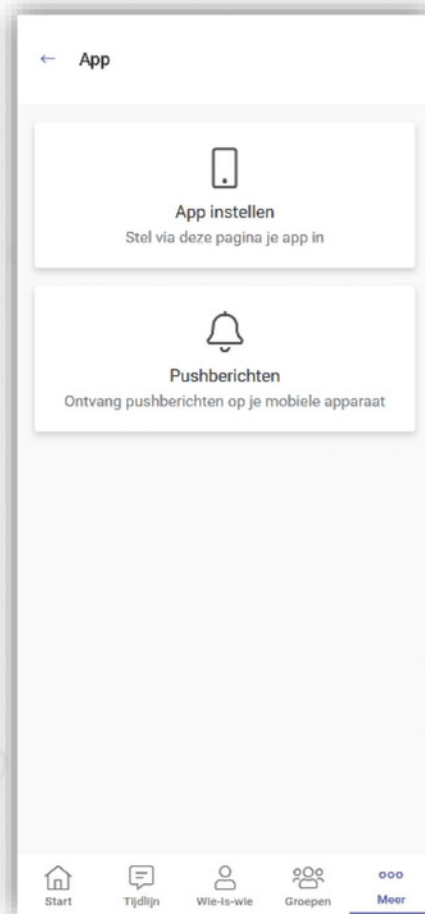 App
App instellen
Stel via deze pagina je app in
Pushberichten
Ontvang pushberichten op je mobiele apparaat
Start Tijdlijn Wie-is-wie Groepen Meer